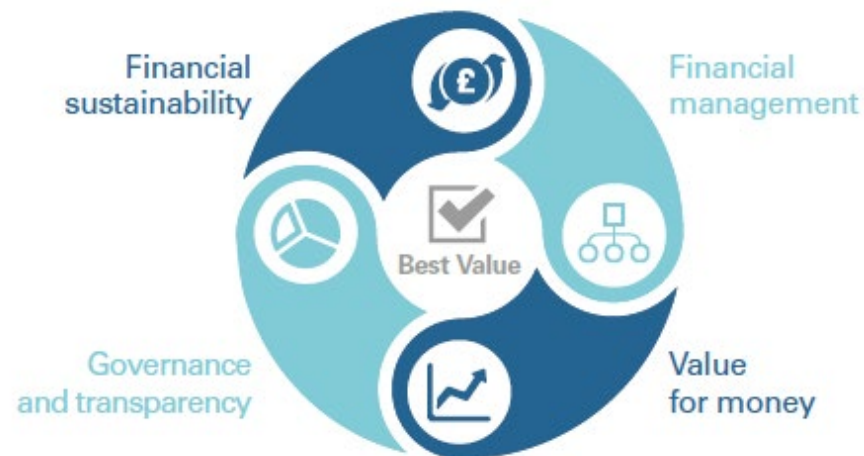 Financial
sustainability
£
Financial
management
Best Value
Governance
and transparency
Value
for money